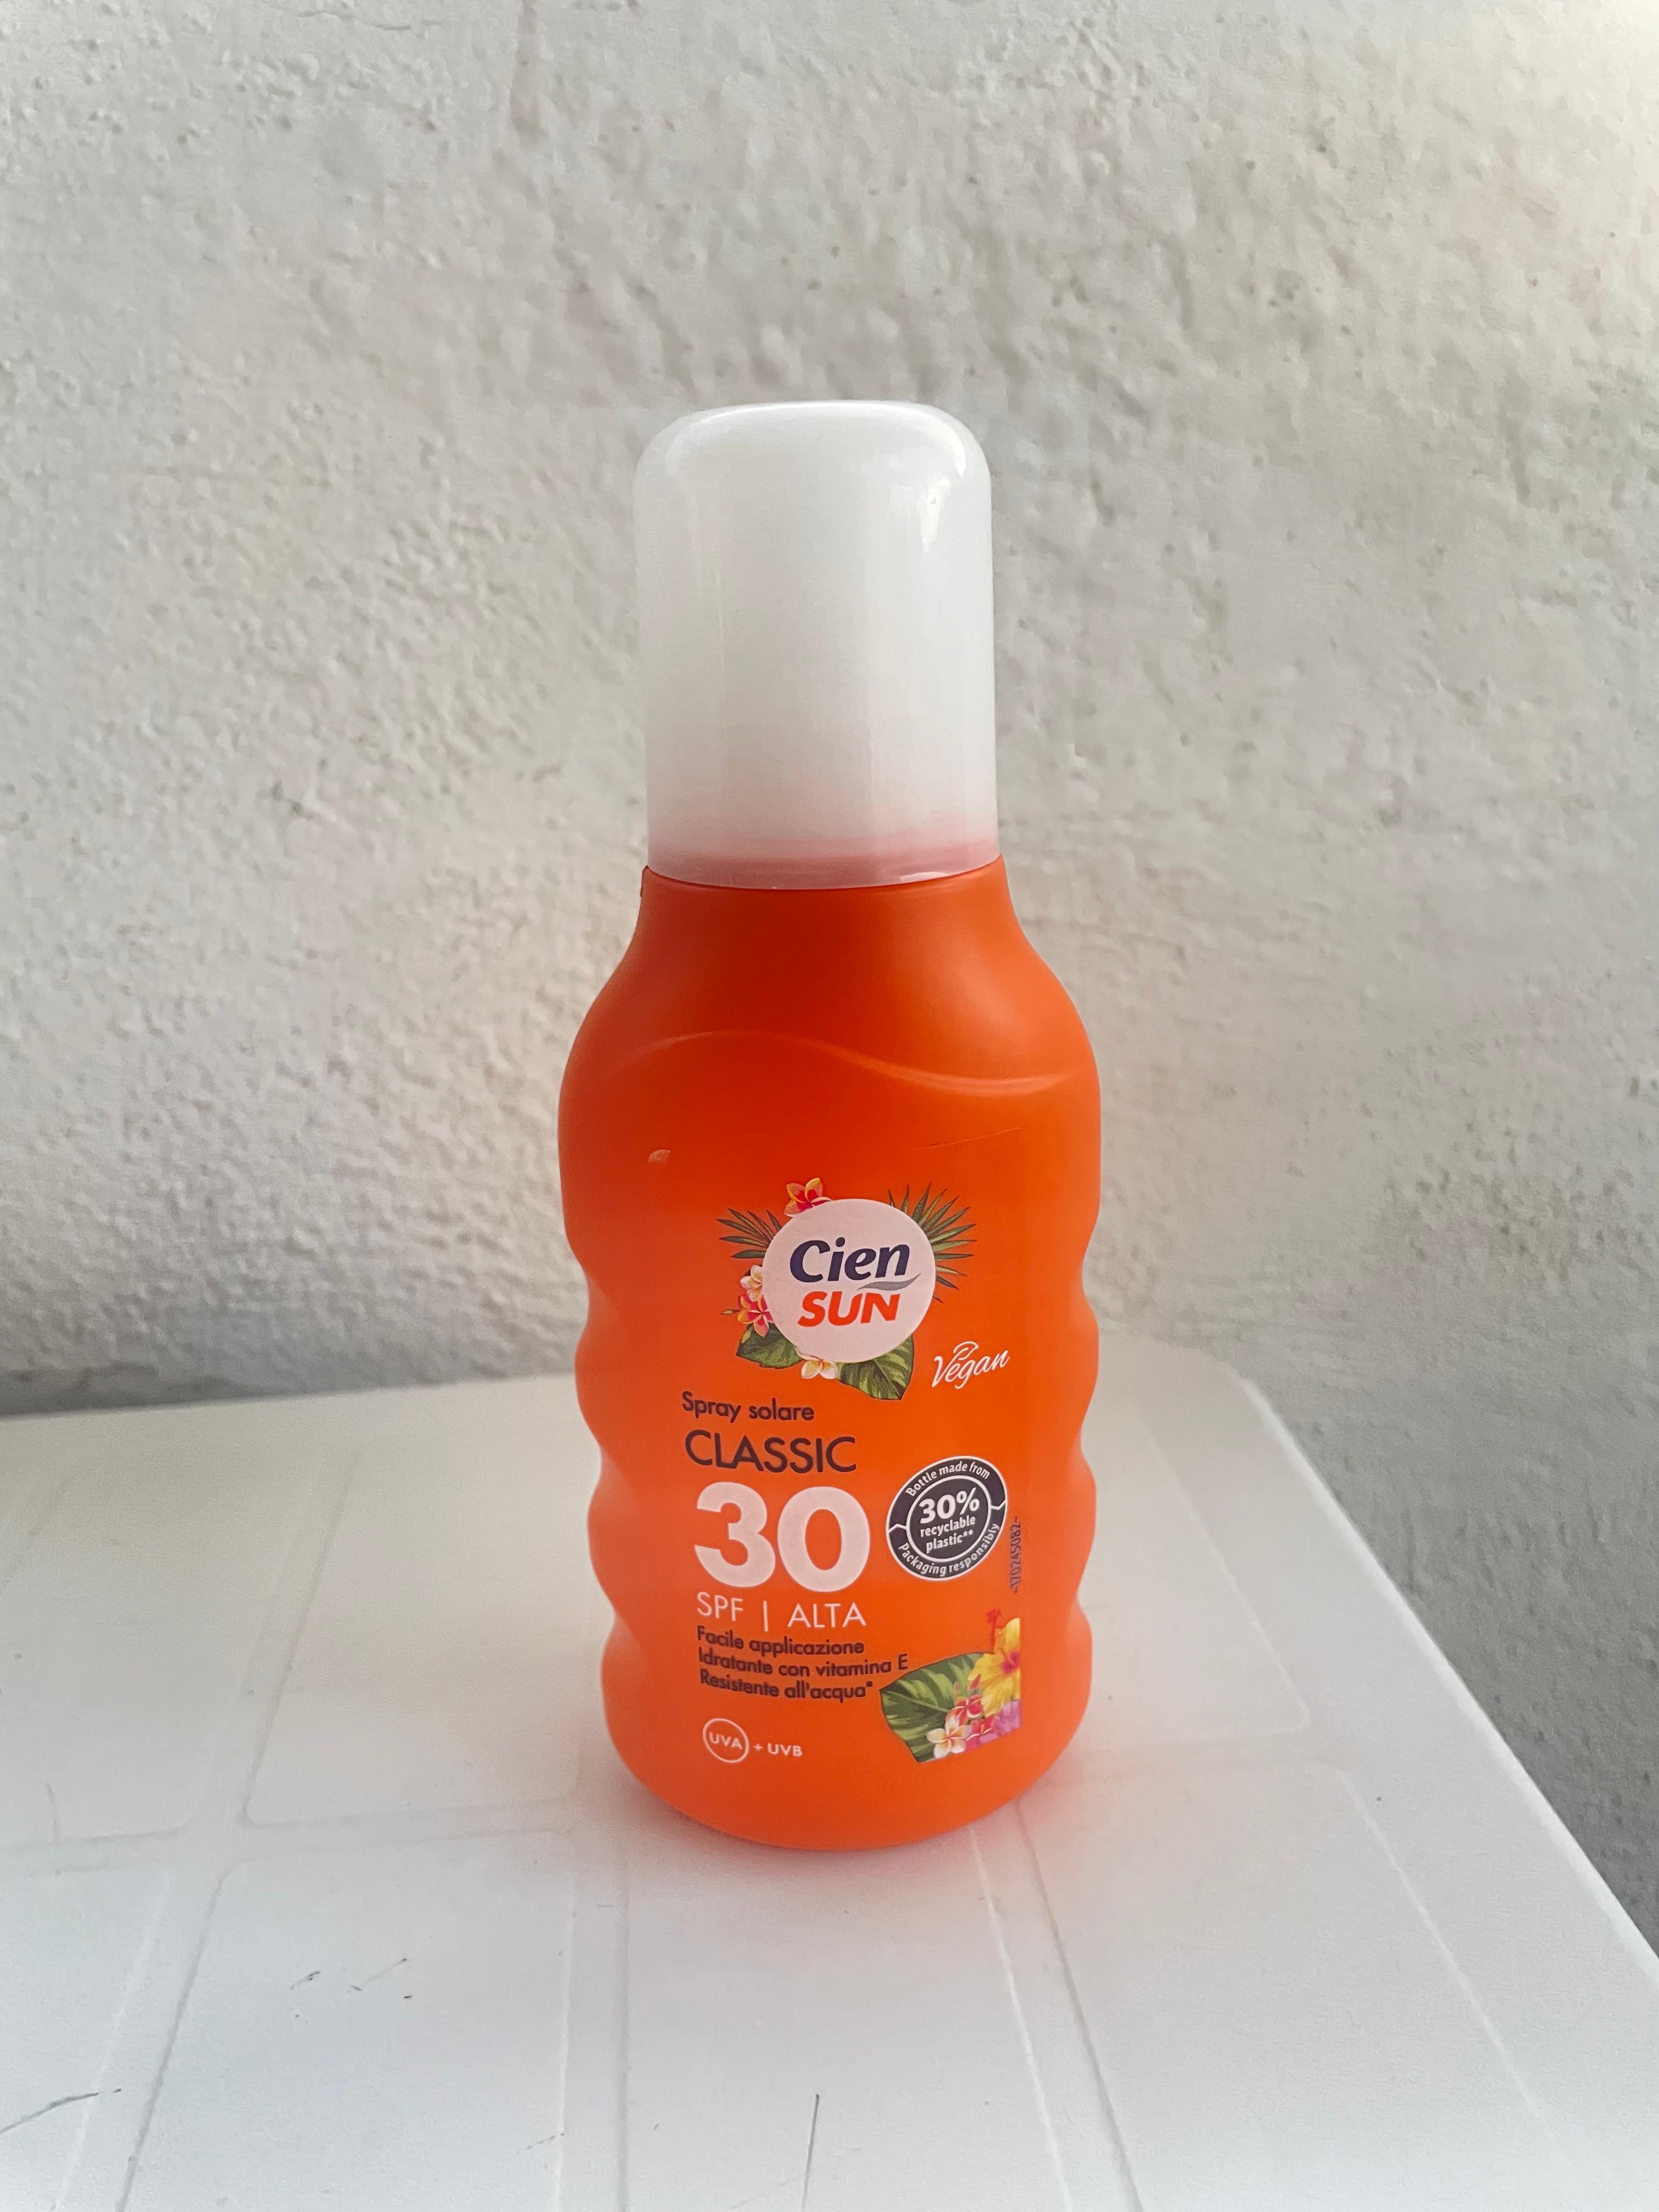 Cien
SUN
Vegan
Spray solare
CLASSIC
30
SPF | ALTA
Bottle made from
30%
recyclable
plastic**
Packaging responsibly
-170245082-
Facile applicazione
Idratante con vitamina E
Resistente all'acqua*
UVA + UVB